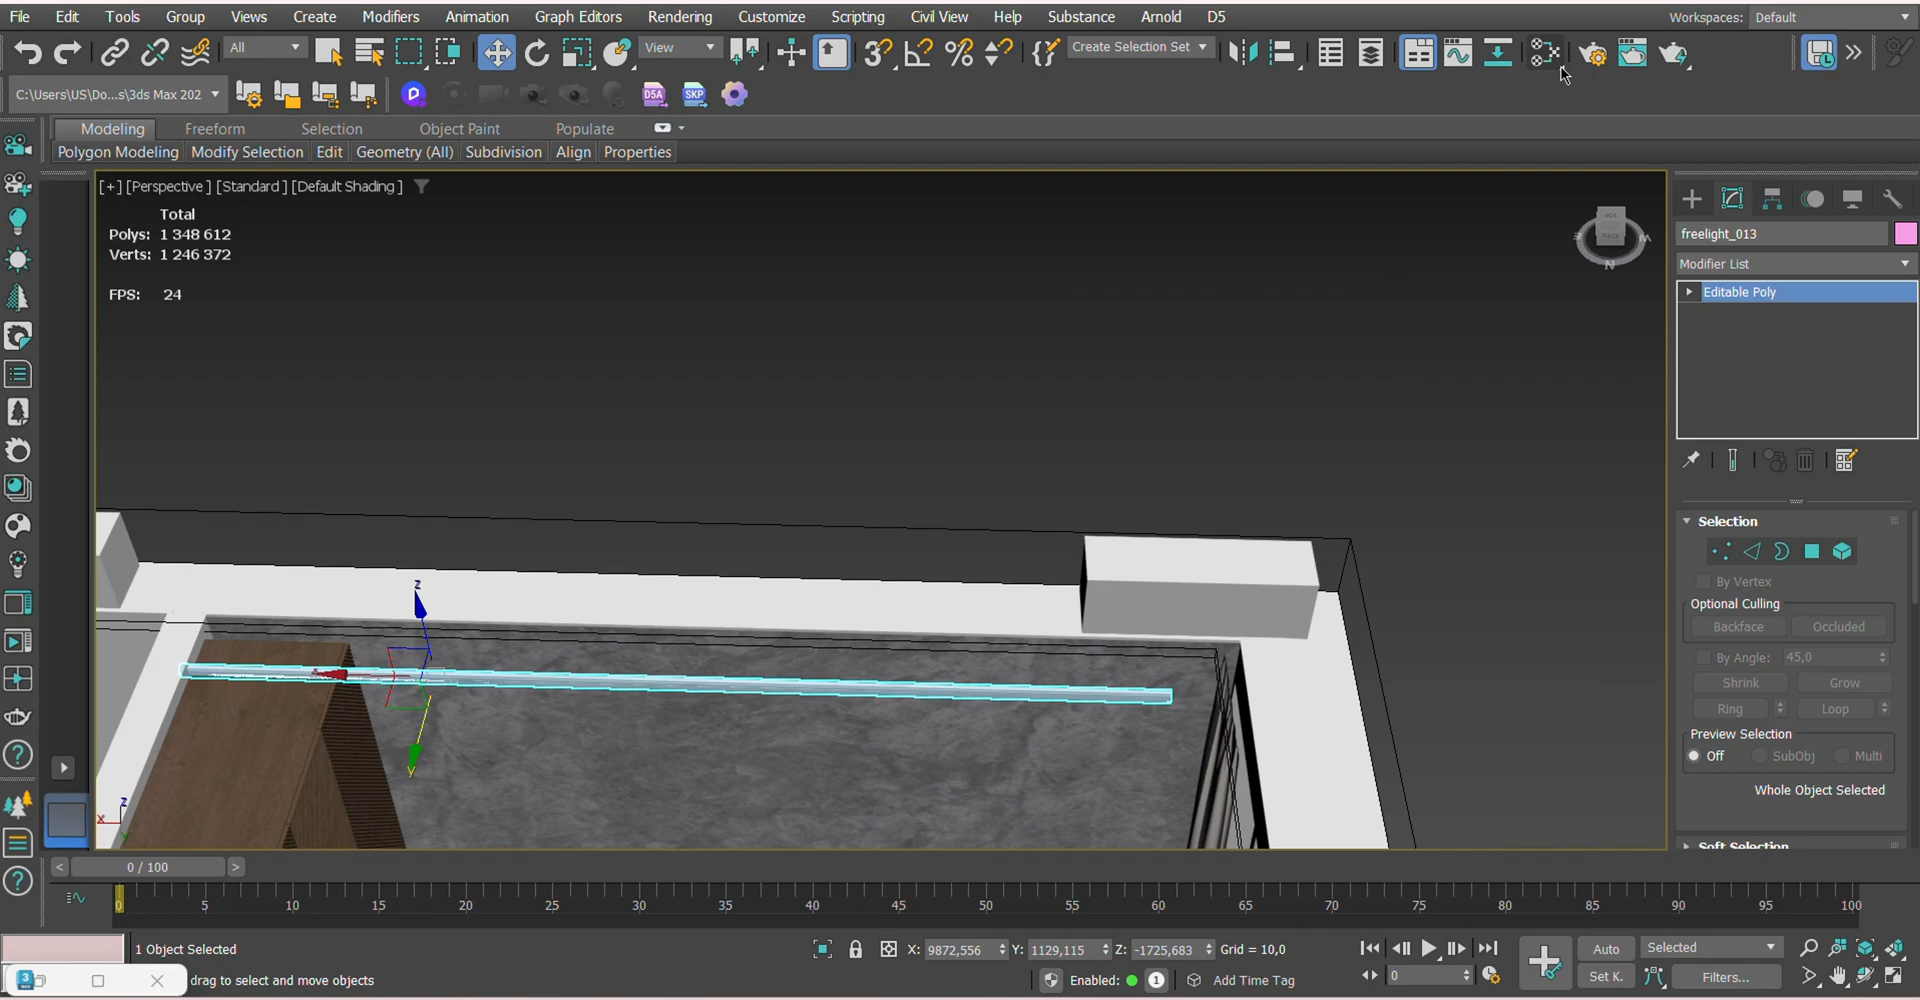 File Edit Tools Group Views Create Modifiers Animation Graph Editors Rendering Customize Scripting Civil View Help Substance Arnold D5 Workspaces: Default
All View Create Selection Set
C:\Users\US\Do...s\3ds Max 202 D5A SKP
Modeling Freeform Selection Object Paint Populate
Polygon Modeling Modify Selection Edit Geometry (All) Subdivision Align Properties
[+] [Perspective ] [Standard ] [Default Shading ]
Total
Polys: 1 348 612
Verts: 1 246 372
FPS: 24
freelight_013
Modifier List
Editable Poly
Selection
By Vertex
Optional Culling
Backface Occluded
By Angle: 45,0
Shrink Grow
Ring Loop
Preview Selection
Off SubObj Multi
Whole Object Selected
Soft Selection
z
y
z
x
N
< 0 / 100 >
0 5 10 15 20 25 30 35 40 45 50 55 60 65 70 75 80 85 90 95 100
1 Object Selected X: 9872,556 Y: 1129,115 Z: -1725,683 Grid = 10,0 Auto Selected
drag to select and move objects Enabled: 1 Add Time Tag 0 Set K. Filters...